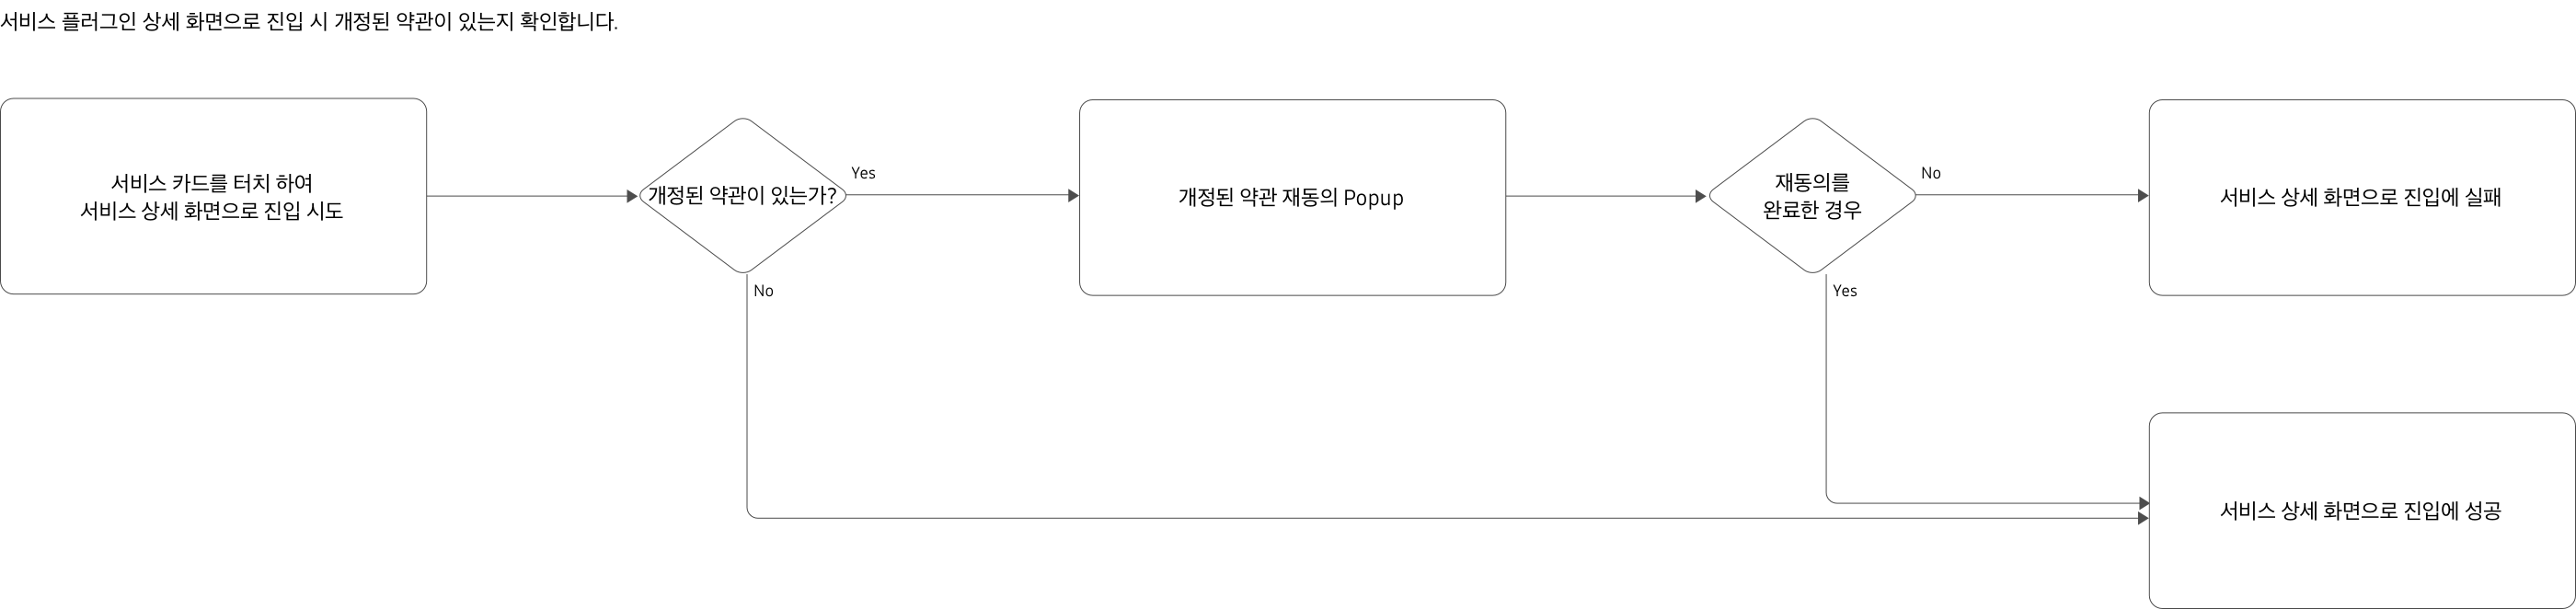 서비스 플러그인 상세 화면으로 진입 시 개정된 약관이 있는지 확인합니다.
서비스 카드를 터치 하여
서비스 상세 화면으로 진입 시도
개정된 약관이 있는가?
Yes
No
개정된 약관 재동의 Popup
재동의를
완료한 경우
No
Yes
서비스 상세 화면으로 진입에 실패
서비스 상세 화면으로 진입에 성공